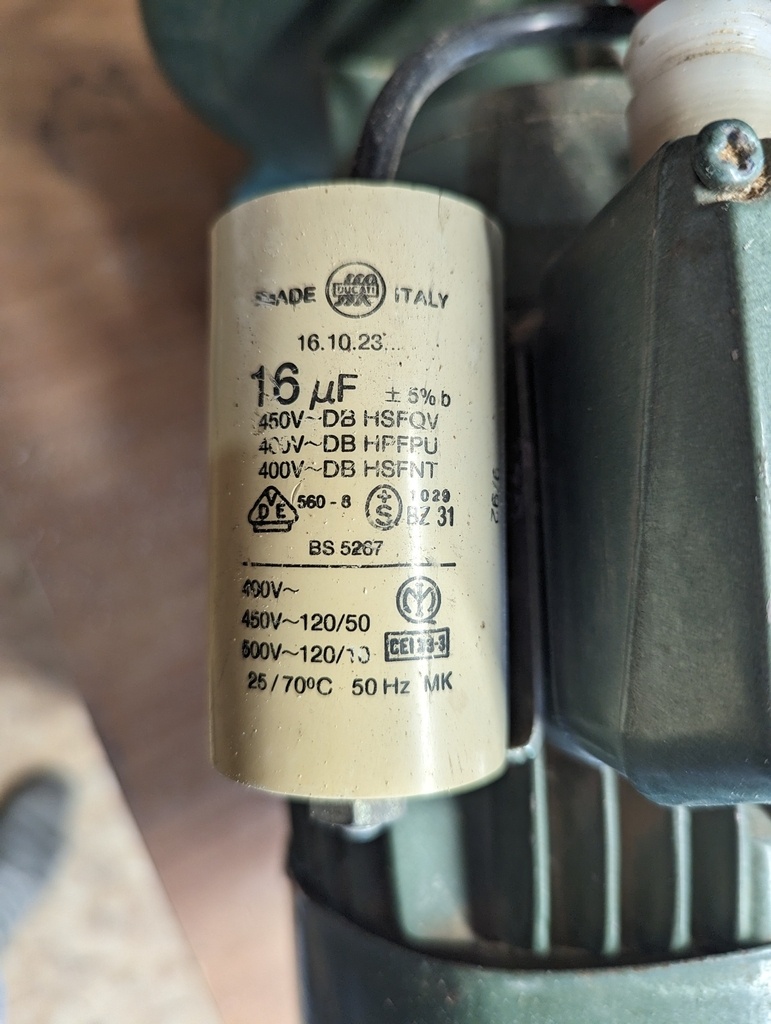 MADE DUCATI ITALY
16.10.23
16 µF ± 5% b
450V~DB HSFQV
400V~DB HPFPU
400V~DB HSFNT
VDE 560-8 S 1029
BZ 31
BS 5267
400V~
450V~120/50
500V~120/10 CEI 33-3
25/70ºC 50 Hz MK